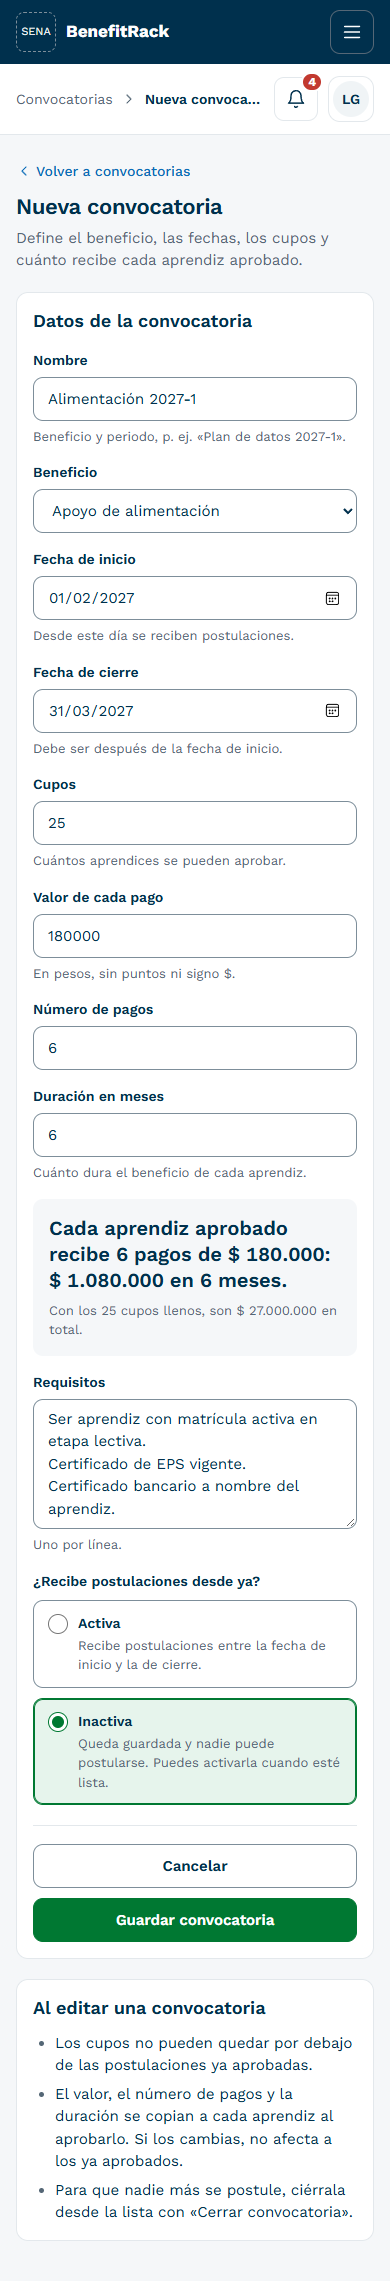 SENA
BenefitRack
Convocatorias > Nueva convoca...
4
LG
Volver a convocatorias
Nueva convocatoria
Define el beneficio, las fechas, los cupos y
cuánto recibe cada aprendiz aprobado.
Datos de la convocatoria
Nombre
Alimentación 2027-1
Beneficio y periodo, p. ej. «Plan de datos 2027-1».
Beneficio
Apoyo de alimentación
Fecha de inicio
01/02/2027
Desde este día se reciben postulaciones.
Fecha de cierre
31/03/2027
Debe ser después de la fecha de inicio.
Cupos
25
Cuántos aprendices se pueden aprobar.
Valor de cada pago
180000
En pesos, sin puntos ni signo $.
Número de pagos
6
Duración en meses
6
Cuánto dura el beneficio de cada aprendiz.
Cada aprendiz aprobado
recibe 6 pagos de $ 180.000:
$ 1.080.000 en 6 meses.
Con los 25 cupos llenos, son $ 27.000.000 en
total.
Requisitos
Ser aprendiz con matrícula activa en
etapa lectiva.
Certificado de EPS vigente.
Certificado bancario a nombre del
aprendiz.
Uno por línea.
¿Recibe postulaciones desde ya?
Activa
Recibe postulaciones entre la fecha de
inicio y la de cierre.
Inactiva
Queda guardada y nadie puede
postularse. Puedes activarla cuando esté
lista.
Cancelar
Guardar convocatoria
Al editar una convocatoria
• Los cupos no pueden quedar por debajo
de las postulaciones ya aprobadas.
• El valor, el número de pagos y la
duración se copian a cada aprendiz al
aprobarlo. Si los cambias, no afecta a
los ya aprobados.
• Para que nadie más se postule, ciérrala
desde la lista con «Cerrar convocatoria».